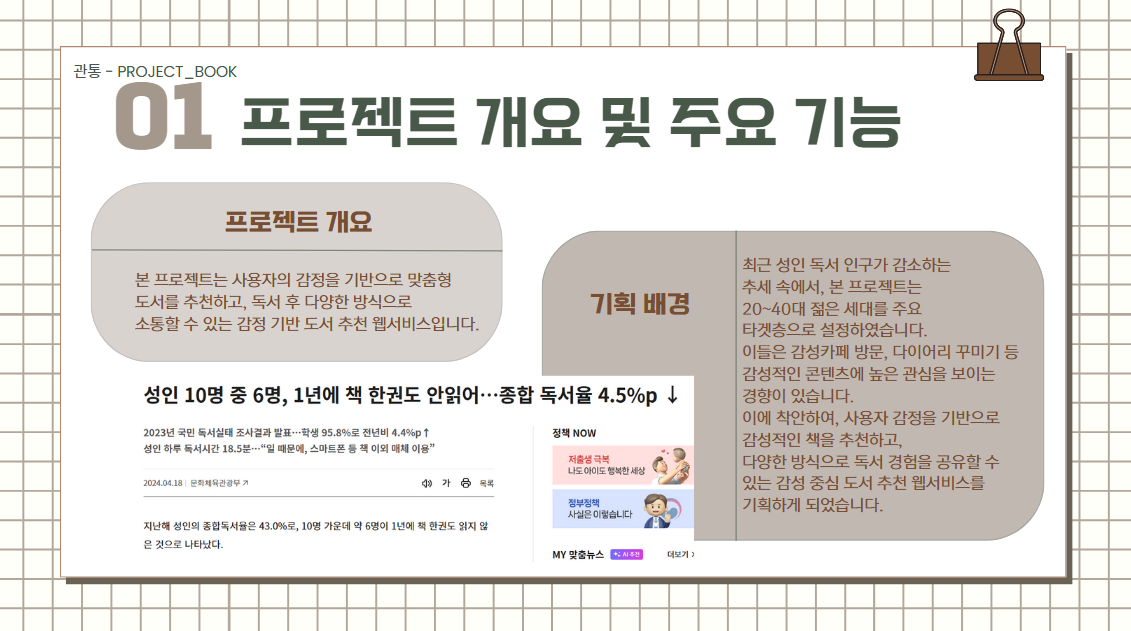 관통 - PROJECT_BOOK
01 프로젝트 개요 및 주요 기능
프로젝트 개요
본 프로젝트는 사용자의 감정을 기반으로 맞춤형
도서를 추천하고, 독서 후 다양한 방식으로
소통할 수 있는 감정 기반 도서 추천 웹서비스입니다.
기획 배경
최근 성인 독서 인구가 감소하는
추세 속에서, 본 프로젝트는
20~40대 젊은 세대를 주요
타겟층으로 설정하였습니다.
이들은 감성카페 방문, 다이어리 꾸미기 등
감성적인 콘텐츠에 높은 관심을 보이는
경향이 있습니다.
이에 착안하여, 사용자 감정을 기반으로
감성적인 책을 추천하고,
다양한 방식으로 독서 경험을 공유할 수
있는 감성 중심 도서 추천 웹서비스를
기획하게 되었습니다.
성인 10명 중 6명, 1년에 책 한권도 안읽어…종합 독서율 4.5%p ↓
2023년 국민 독서실태 조사결과 발표…학생 95.8%로 전년비 4.4%p↑
성인 하루 독서시간 18.5분…“일 때문에, 스마트폰 등 책 이외 매체 이용”
2024.04.18 문화체육관광부 ↗
가 목록
지난해 성인의 종합독서율은 43.0%로, 10명 가운데 약 6명이 1년에 책 한권도 읽지 않
은 것으로 나타났다.
정책 NOW
저출생 극복
나도 아이도 행복한 세상
정부정책
사실은 이렇습니다
MY 맞춤뉴스 AI 추천 더보기 >